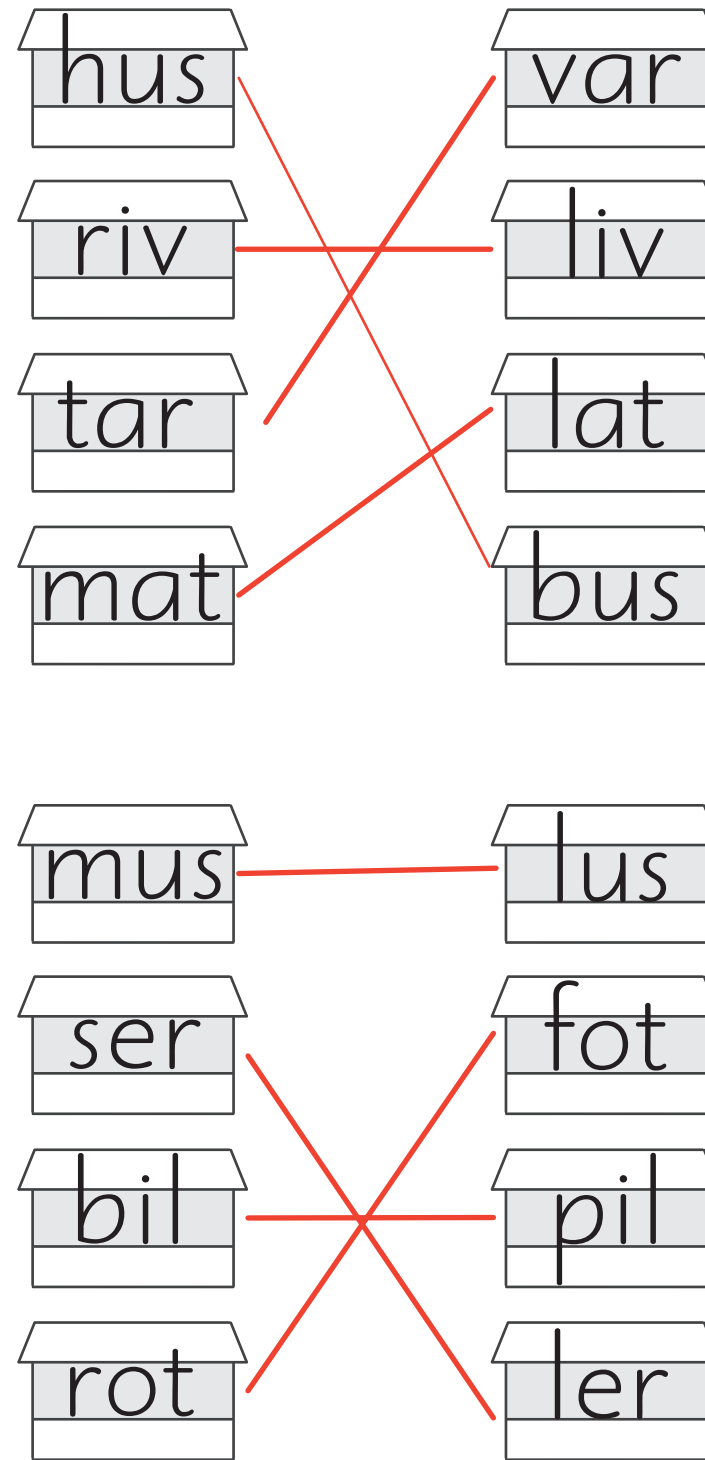 hus var
riv liv
tar lat
mat bus
mus lus
ser fot
bil pil
rot ler